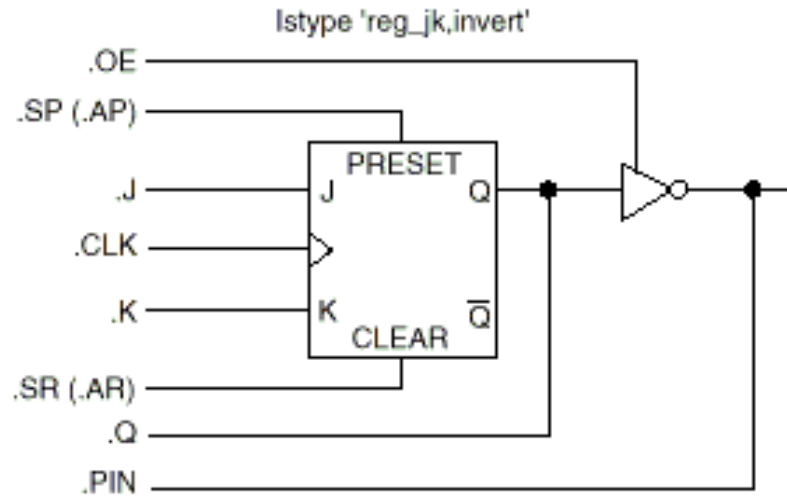 Istype 'reg_jk,invert'
.OE
.SP (.AP)
PRESET
.J
J
Q
.CLK
.K
K
Q̅
CLEAR
.SR (.AR)
.Q
.PIN